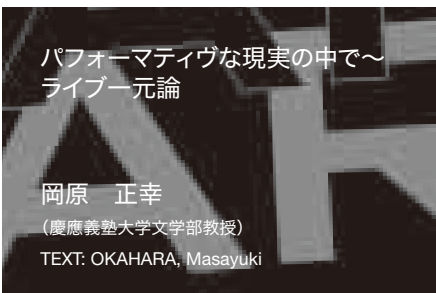 パフォーマティヴな現実の中で～
ライブ一元論
岡原　正幸
（慶應義塾大学文学部教授）
TEXT: OKAHARA, Masayuki